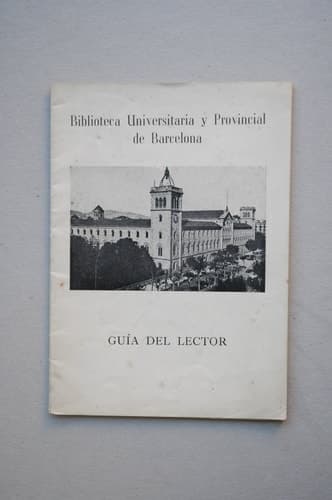 Biblioteca Universitaria y Provincial
de Barcelona
GUÍA DEL LECTOR